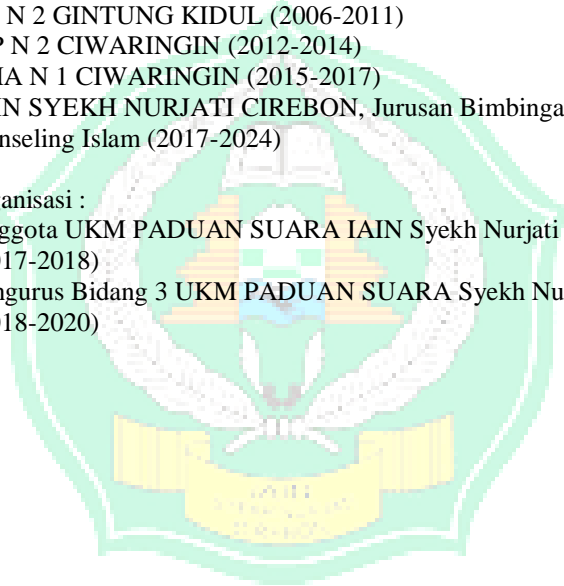 N 2 GINTUNG KIDUL (2006-2011)
P N 2 CIWARINGIN (2012-2014)
IA N 1 CIWARINGIN (2015-2017)
IN SYEKH NURJATI CIREBON, Jurusan Bimbinga
nseling Islam (2017-2024)
ganisasi :
ggota UKM PADUAN SUARA IAIN Syekh Nurjati
017-2018)
ngurus Bidang 3 UKM PADUAN SUARA Syekh Nu
018-2020)